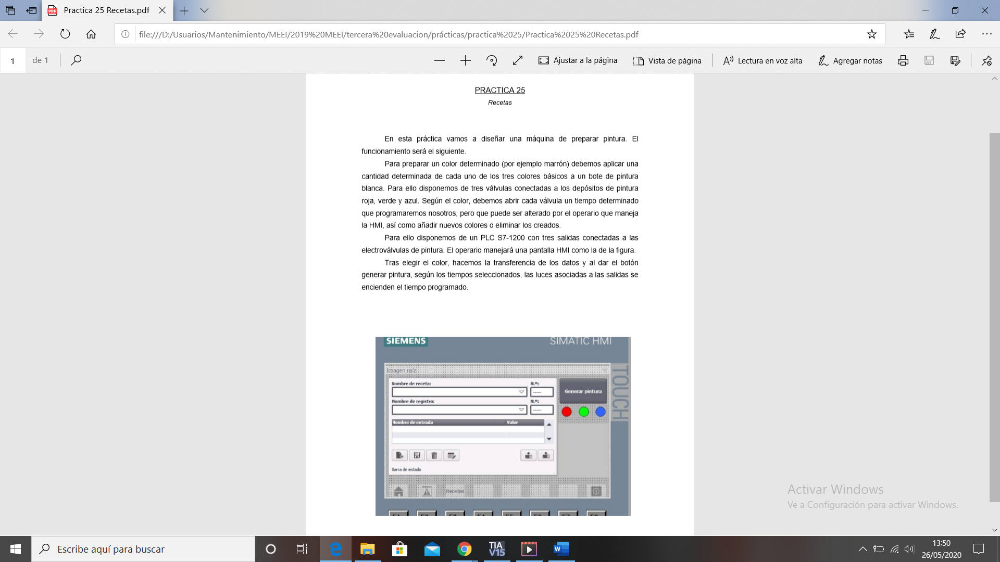 Practica 25 Recetas.pdf
file:///D:/Usuarios/Mantenimiento/MEEI/2019%20MEEI/tercera%20evaluacion/prácticas/practica%2025/Practica%2025%20Recetas.pdf
1 de 1
Ajustar a la página
Vista de página
Lectura en voz alta
Agregar notas
PRACTICA 25
Recetas
En esta práctica vamos a diseñar una máquina de preparar pintura. El
funcionamiento será el siguiente.
Para preparar un color determinado (por ejemplo marrón) debemos aplicar una
cantidad determinada de cada uno de los tres colores básicos a un bote de pintura
blanca. Para ello disponemos de tres válvulas conectadas a los depósitos de pintura
roja, verde y azul. Según el color, debemos abrir cada válvula un tiempo determinado
que programaremos nosotros, pero que puede ser alterado por el operario que maneja
la HMI, así como añadir nuevos colores o eliminar los creados.
Para ello disponemos de un PLC S7-1200 con tres salidas conectadas a las
electroválvulas de pintura. El operario manejará una pantalla HMI como la de la figura.
Tras elegir el color, hacemos la transferencia de los datos y al dar el botón
generar pintura, según los tiempos seleccionados, las luces asociadas a las salidas se
encienden el tiempo programado.
SIEMENS
SIMATIC HMI
TOUCH
Imagen raíz
Nombre de receta:
N.º:
-----
Generar pintura
Nombre de registro:
N.º:
-----
Nombre de entrada
Valor
Barra de estado
Recetas
F1 F2 F3 F4 F5 F6 F7 F8
Activar Windows
Ve a Configuración para activar Windows.
Escribe aquí para buscar
TIA
V15
W
13:50
26/05/2020